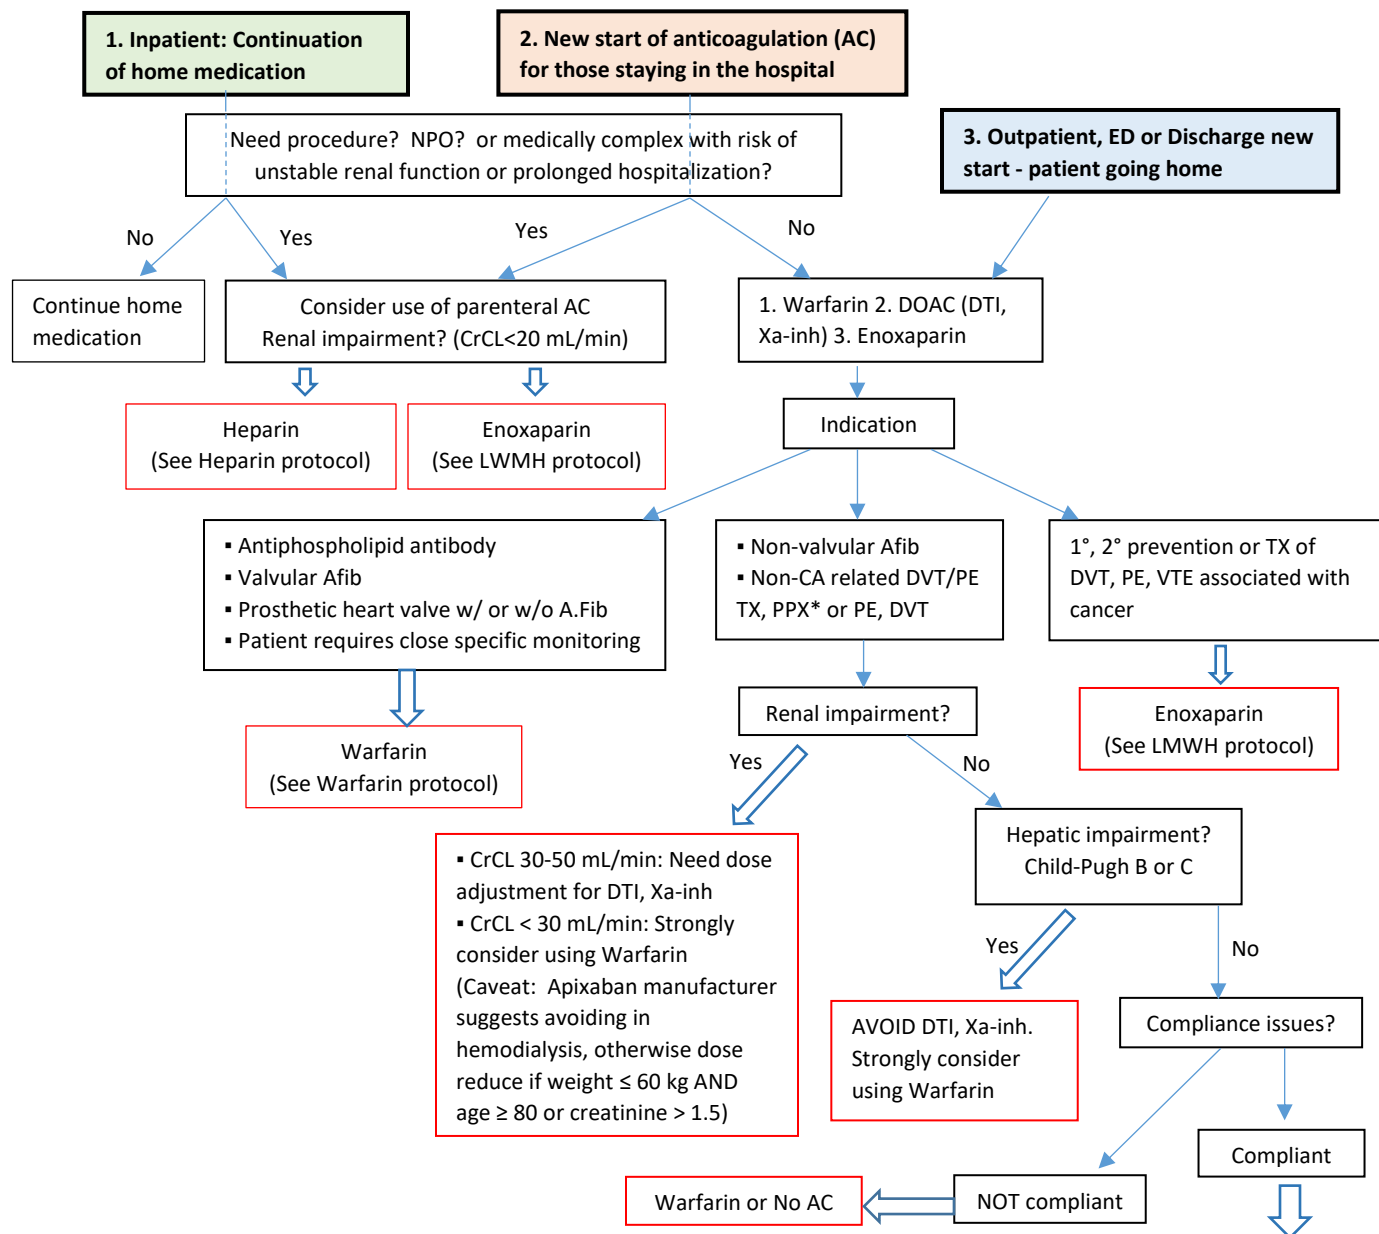 1. Inpatient: Continuation
of home medication
2. New start of anticoagulation (AC)
for those staying in the hospital
Need procedure?  NPO?  or medically complex with risk of
unstable renal function or prolonged hospitalization?
3. Outpatient, ED or Discharge new
start - patient going home
No
Yes
Yes
No
Continue home
medication
Consider use of parenteral AC
Renal impairment? (CrCL<20 mL/min)
1. Warfarin 2. DOAC (DTI,
Xa-inh) 3. Enoxaparin
Heparin
(See Heparin protocol)
Enoxaparin
(See LWMH protocol)
Indication
▪ Antiphospholipid antibody
▪ Valvular Afib
▪ Prosthetic heart valve w/ or w/o A.Fib
▪ Patient requires close specific monitoring
▪ Non-valvular Afib
▪ Non-CA related DVT/PE
TX, PPX* or PE, DVT
1°, 2° prevention or TX of
DVT, PE, VTE associated with
cancer
Warfarin
(See Warfarin protocol)
Renal impairment?
Enoxaparin
(See LMWH protocol)
Yes
No
▪ CrCL 30-50 mL/min: Need dose
adjustment for DTI, Xa-inh
▪ CrCL < 30 mL/min: Strongly
consider using Warfarin
(Caveat:  Apixaban manufacturer
suggests avoiding in
hemodialysis, otherwise dose
reduce if weight ≤ 60 kg AND
age ≥ 80 or creatinine > 1.5)
Hepatic impairment?
Child-Pugh B or C
Yes
No
AVOID DTI, Xa-inh.
Strongly consider
using Warfarin
Compliance issues?
Compliant
NOT compliant
Warfarin or No AC